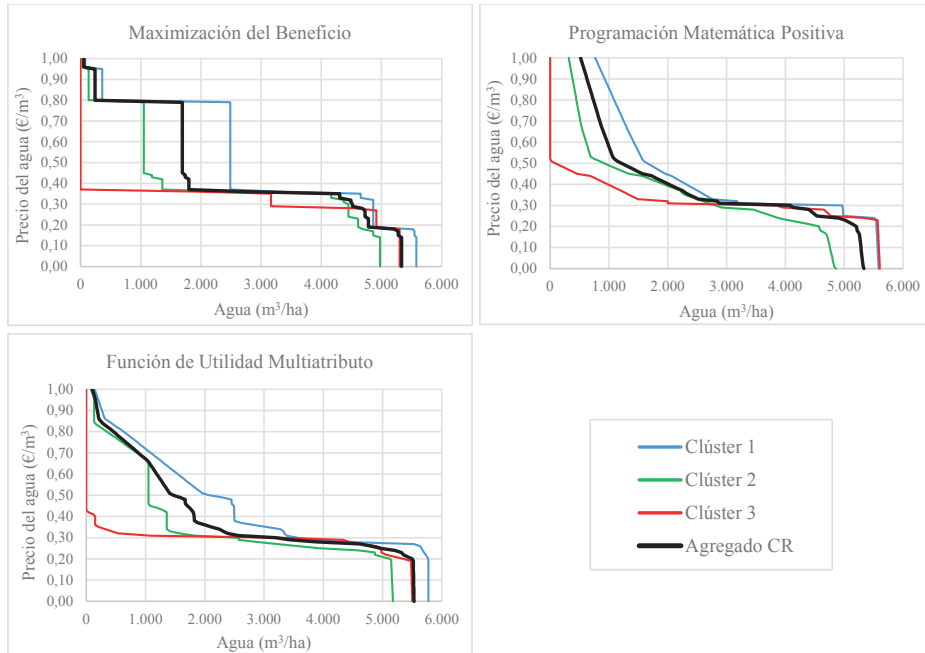 Maximización del Beneficio
Precio del agua (€/m³)
1,00
0,90
0,80
0,70
0,60
0,50
0,40
0,30
0,20
0,10
0,00
0 1.000 2.000 3.000 4.000 5.000 6.000
Agua (m³/ha)
Programación Matemática Positiva
Precio del agua (€/m³)
1,00
0,90
0,80
0,70
0,60
0,50
0,40
0,30
0,20
0,10
0,00
0 1.000 2.000 3.000 4.000 5.000 6.000
Agua (m³/ha)
Función de Utilidad Multiatributo
Precio del agua (€/m³)
1,00
0,90
0,80
0,70
0,60
0,50
0,40
0,30
0,20
0,10
0,00
0 1.000 2.000 3.000 4.000 5.000 6.000
Agua (m³/ha)
Clúster 1
Clúster 2
Clúster 3
Agregado CR